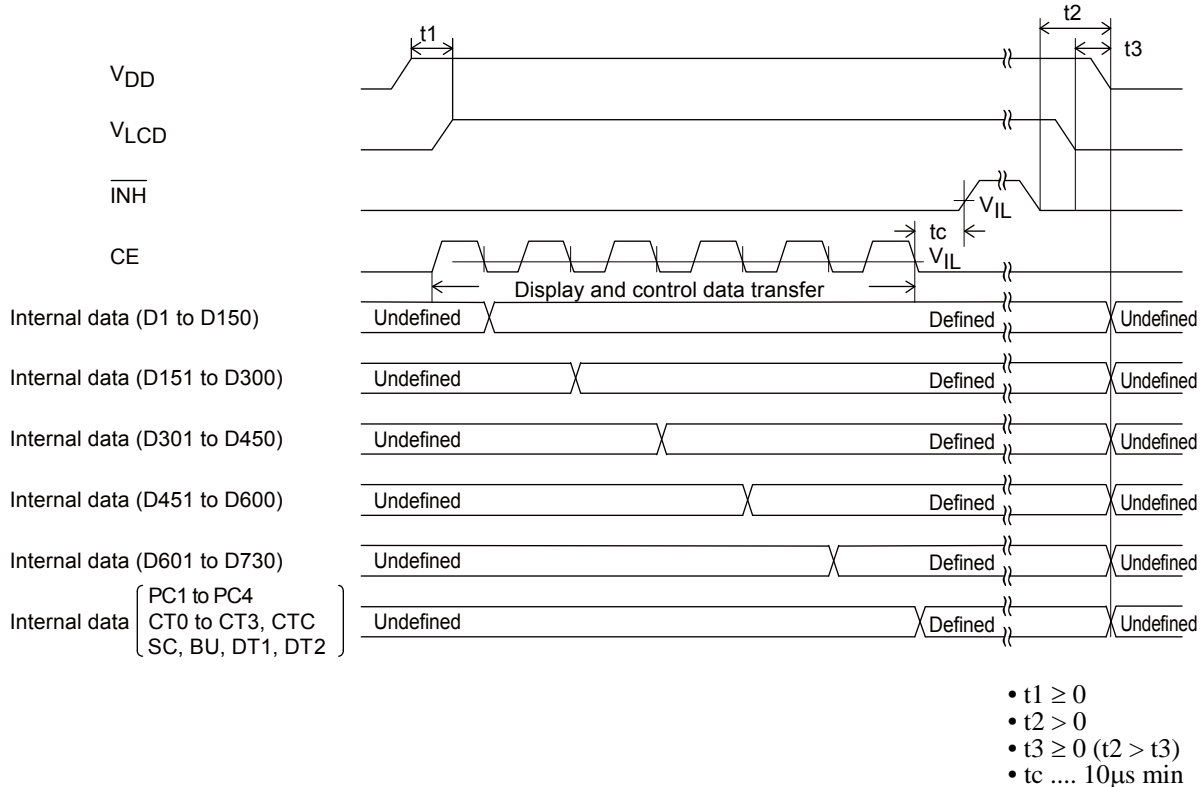 t2
t1
t3
VDD
VLCD
INH
VIL
tc
CE
VIL
Display and control data transfer
Internal data (D1 to D150)
Undefined
Defined
Undefined
Internal data (D151 to D300)
Undefined
Defined
Undefined
Internal data (D301 to D450)
Undefined
Defined
Undefined
Internal data (D451 to D600)
Undefined
Defined
Undefined
Internal data (D601 to D730)
Undefined
Defined
Undefined
Internal data
PC1 to PC4
CT0 to CT3, CTC
SC, BU, DT1, DT2
Undefined
Defined
Undefined
• t1 ≥ 0
• t2 > 0
• t3 ≥ 0 (t2 > t3)
• tc .... 10μs min